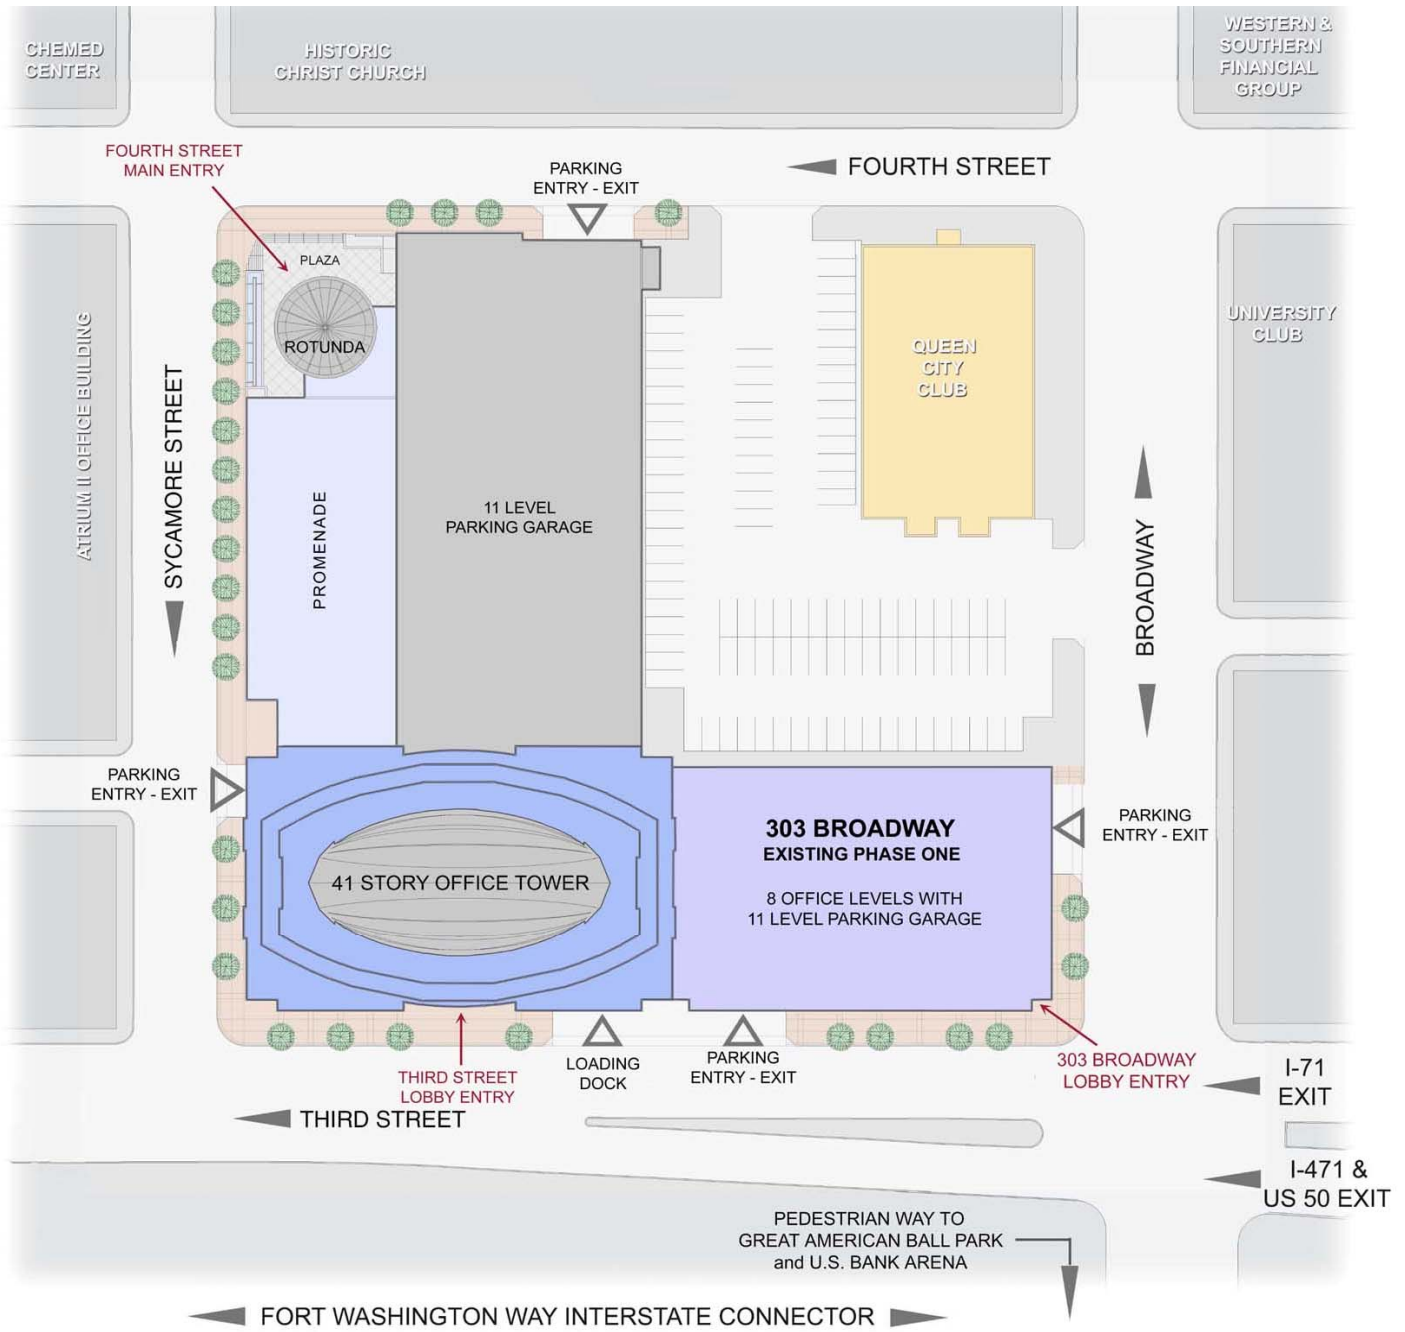 CHEMED
CENTER
HISTORIC
CHRIST CHURCH
WESTERN &
SOUTHERN
FINANCIAL
GROUP
FOURTH STREET
MAIN ENTRY
PARKING
ENTRY - EXIT
FOURTH STREET
PLAZA
ROTUNDA
UNIVERSITY
CLUB
QUEEN
CITY
CLUB
ATRIUM II OFFICE BUILDING
SYCAMORE STREET
PROMENADE
11 LEVEL
PARKING GARAGE
BROADWAY
PARKING
ENTRY - EXIT
PARKING
ENTRY - EXIT
303 BROADWAY
EXISTING PHASE ONE
8 OFFICE LEVELS WITH
11 LEVEL PARKING GARAGE
41 STORY OFFICE TOWER
THIRD STREET
LOBBY ENTRY
LOADING
DOCK
PARKING
ENTRY - EXIT
303 BROADWAY
LOBBY ENTRY
I-71
EXIT
THIRD STREET
I-471 &
US 50 EXIT
PEDESTRIAN WAY TO
GREAT AMERICAN BALL PARK
and U.S. BANK ARENA
FORT WASHINGTON WAY INTERSTATE CONNECTOR